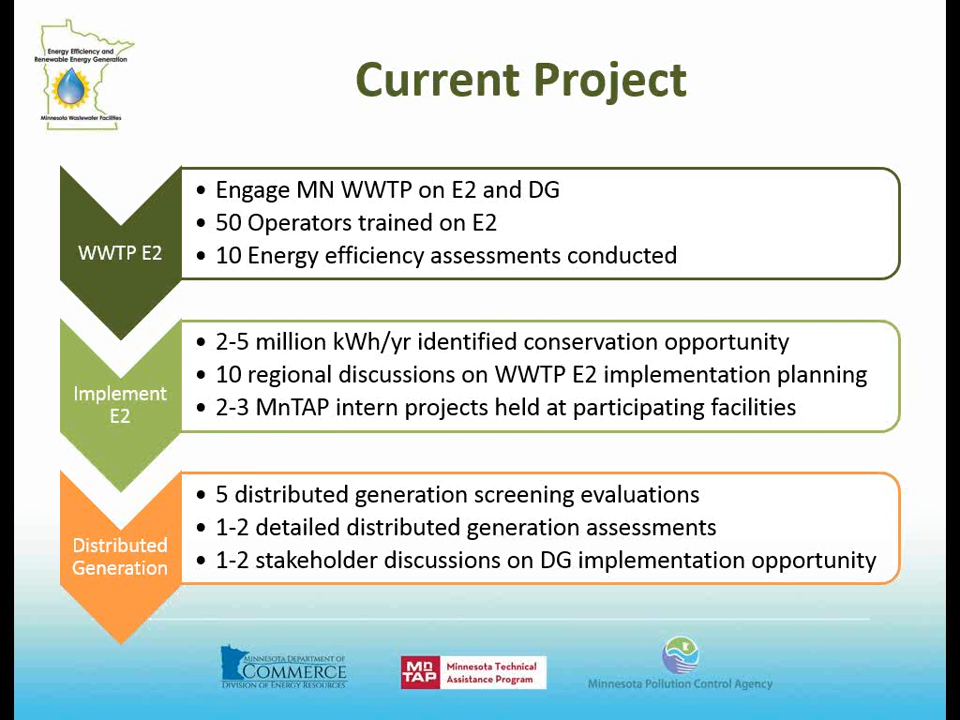 Energy Efficiency and
Renewable Energy Generation
Minnesota Wastewater Facilities
Current Project
WWTP E2
• Engage MN WWTP on E2 and DG
• 50 Operators trained on E2
• 10 Energy efficiency assessments conducted
Implement
E2
• 2-5 million kWh/yr identified conservation opportunity
• 10 regional discussions on WWTP E2 implementation planning
• 2-3 MnTAP intern projects held at participating facilities
Distributed
Generation
• 5 distributed generation screening evaluations
• 1-2 detailed distributed generation assessments
• 1-2 stakeholder discussions on DG implementation opportunity
MINNESOTA DEPARTMENT OF
COMMERCE
DIVISION OF ENERGY RESOURCES
MN
TAP
Minnesota Technical
Assistance Program
Minnesota Pollution Control Agency